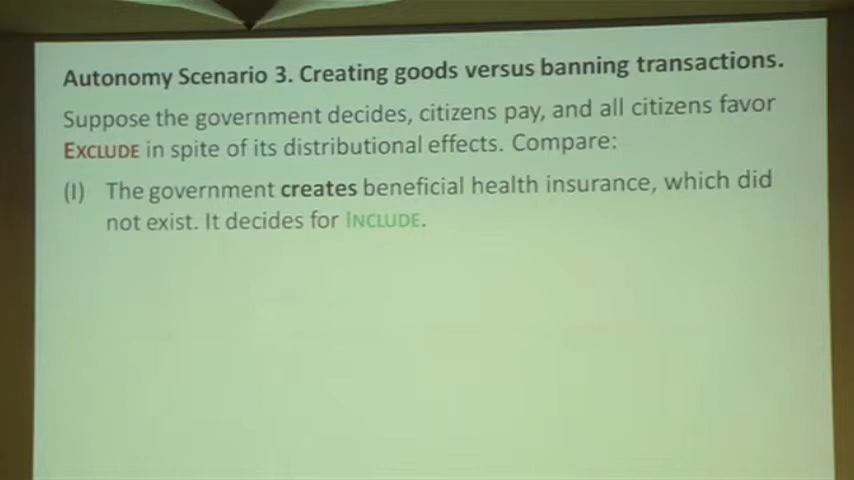 Autonomy Scenario 3. Creating goods versus banning transactions.
Suppose the government decides, citizens pay, and all citizens favor
EXCLUDE in spite of its distributional effects. Compare:
(I) The government creates beneficial health insurance, which did
not exist. It decides for INCLUDE.